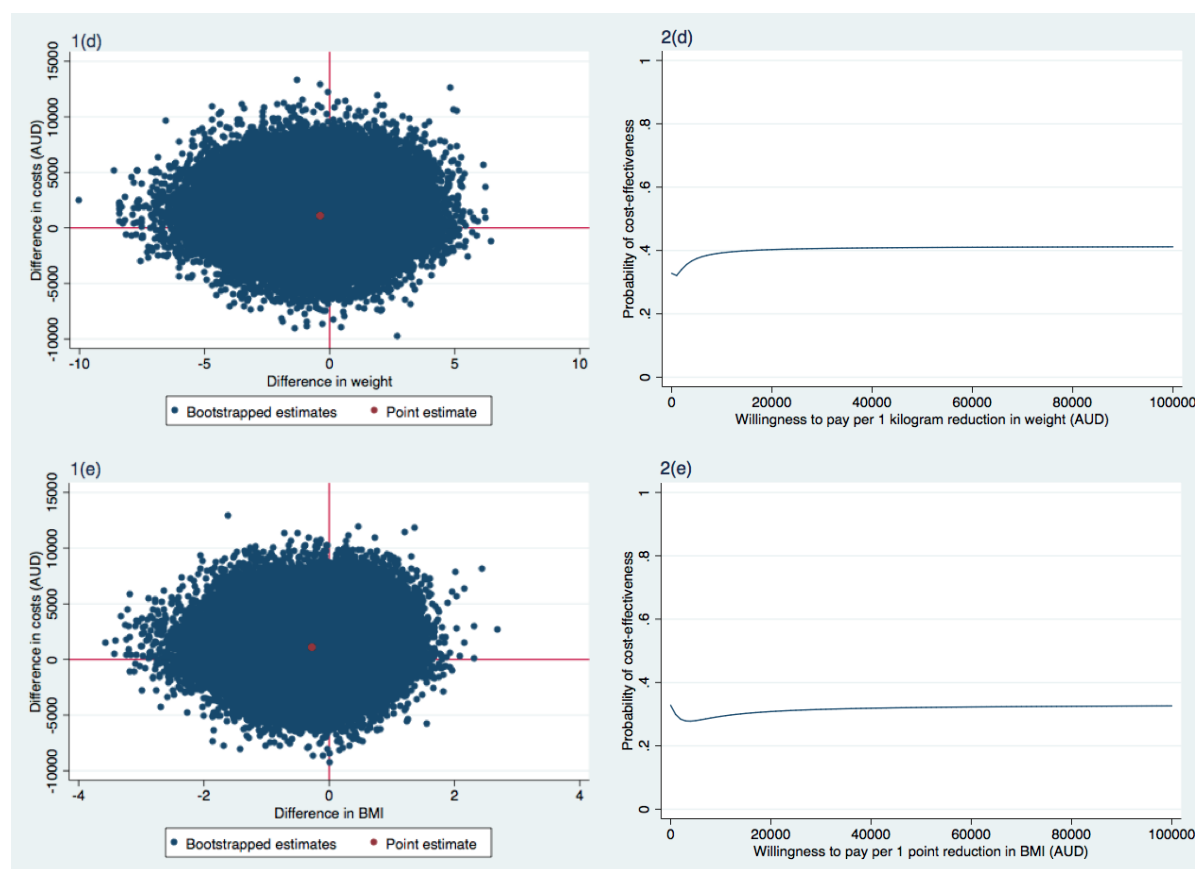 1(d)
Difference in costs (AUD)
15000
10000
5000
0
-5000
-10000
-10
-5
0
5
10
Difference in weight
Bootstrapped estimates
Point estimate
2(d)
Probability of cost-effectiveness
1
.8
.6
.4
.2
0
0
20000
40000
60000
80000
100000
Willingness to pay per 1 kilogram reduction in weight (AUD)
1(e)
Difference in costs (AUD)
15000
10000
5000
0
-5000
-10000
-4
-2
0
2
4
Difference in BMI
Bootstrapped estimates
Point estimate
2(e)
Probability of cost-effectiveness
1
.8
.6
.4
.2
0
0
20000
40000
60000
80000
100000
Willingness to pay per 1 point reduction in BMI (AUD)